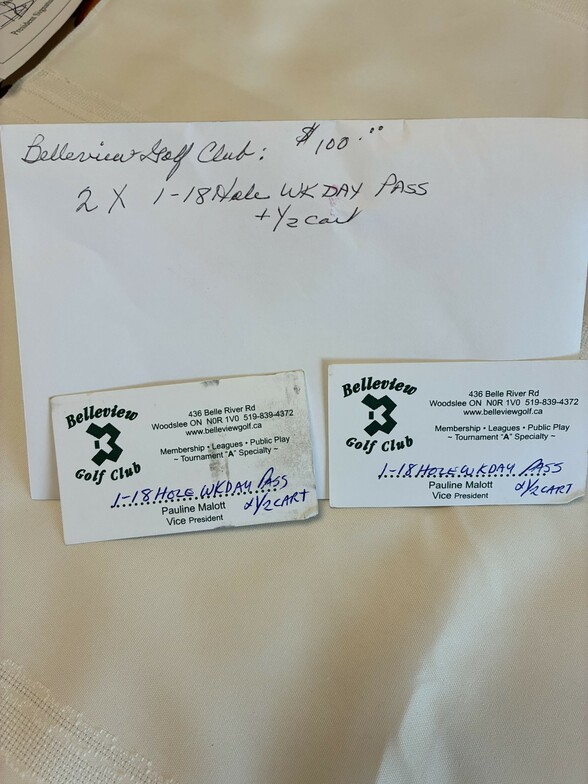 President
Belleview Golf Club: $100.00
2 X 1-18 Hole WKDAY PASS
+ 1/2 cart
Belleview
B
Golf Club
436 Belle River Rd
Woodslee ON N0R 1V0 519-839-4372
www.belleviewgolf.ca
Membership • Leagues • Public Play
~ Tournament "A" Specialty ~
1-18 HOLE WKDAY PASS
& 1/2 CART
Pauline Malott
Vice President
Belleview
B
Golf Club
436 Belle River Rd
Woodslee ON N0R 1V0 519-839-4372
www.belleviewgolf.ca
Membership • Leagues • Public Play
~ Tournament "A" Specialty ~
1-18 HOLE WKDAY PASS
& 1/2 CART
Pauline Malott
Vice President